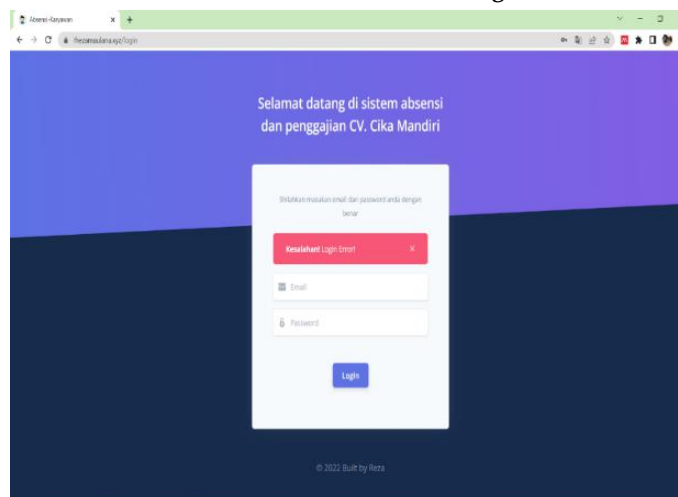 Absensi-Karyawan
rhezamaulana.xyz/login
Selamat datang di sistem absensi
dan penggajian CV. Cika Mandiri
Silahkan masukan email dan password anda dengan
benar
Kesalahan! Login Error!
Email
Password
Login
© 2022 Built by Reza